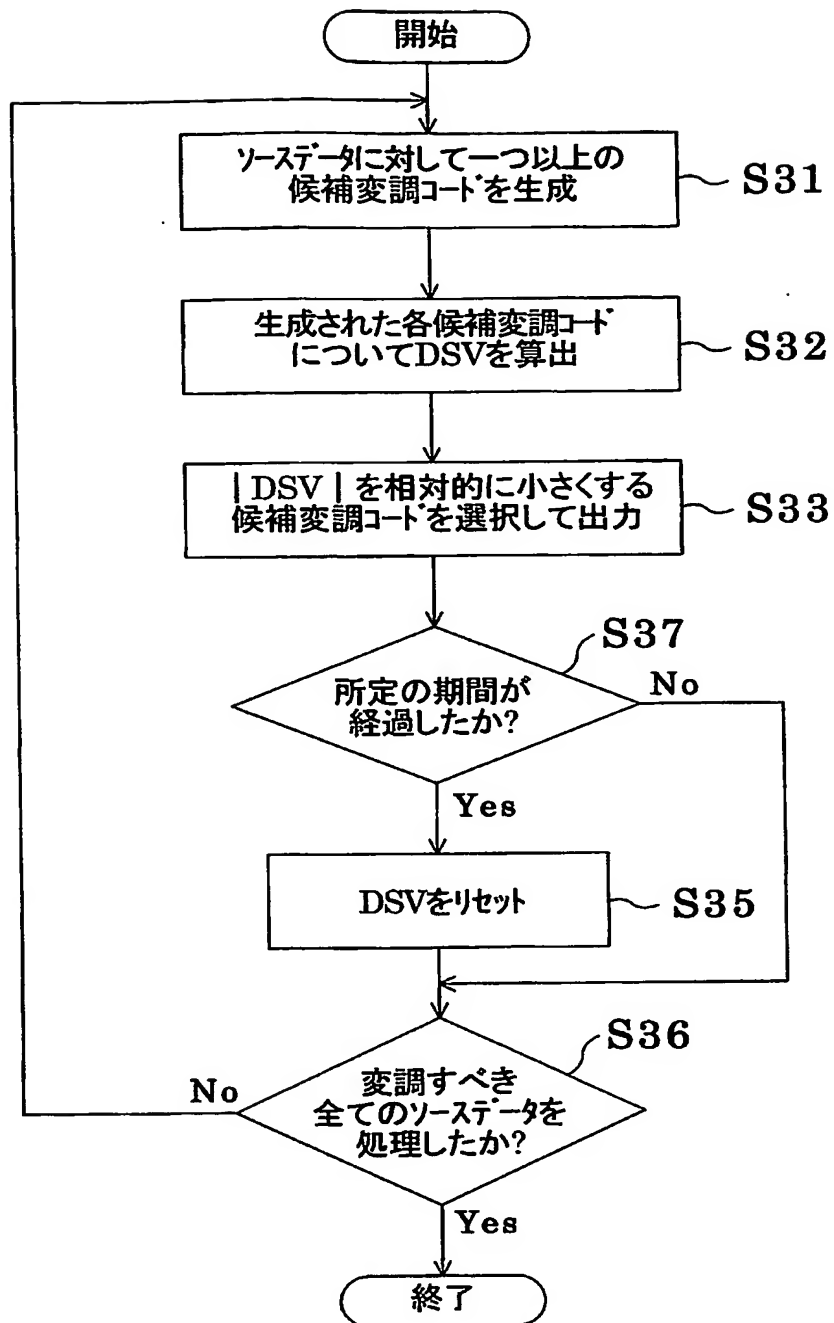 開始
ソースデータに対して一つ以上の
候補変調コードを生成
S31
生成された各候補変調コード
についてDSVを算出
S32
|DSV|を相対的に小さくする
候補変調コードを選択して出力
S33
S37
所定の期間が
経過したか?
No
Yes
DSVをリセット
S35
S36
変調すべき
全てのソースデータを
処理したか?
No
Yes
終了